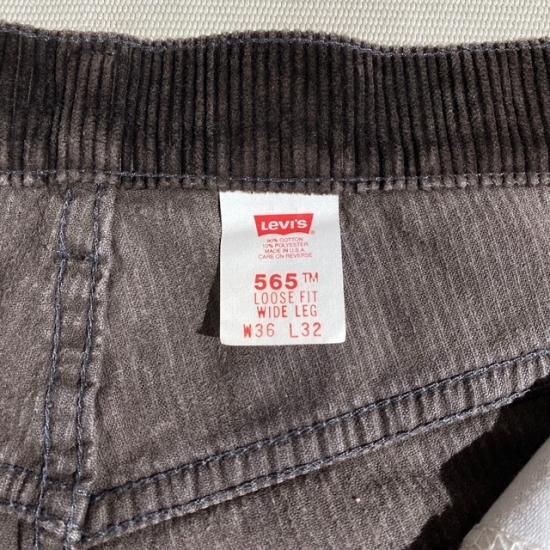 Levi's
90% COTTON
10% POLYESTER
MADE IN U.S.A.
CARE ON REVERSE
565™
LOOSE FIT
WIDE LEG
W36 L32